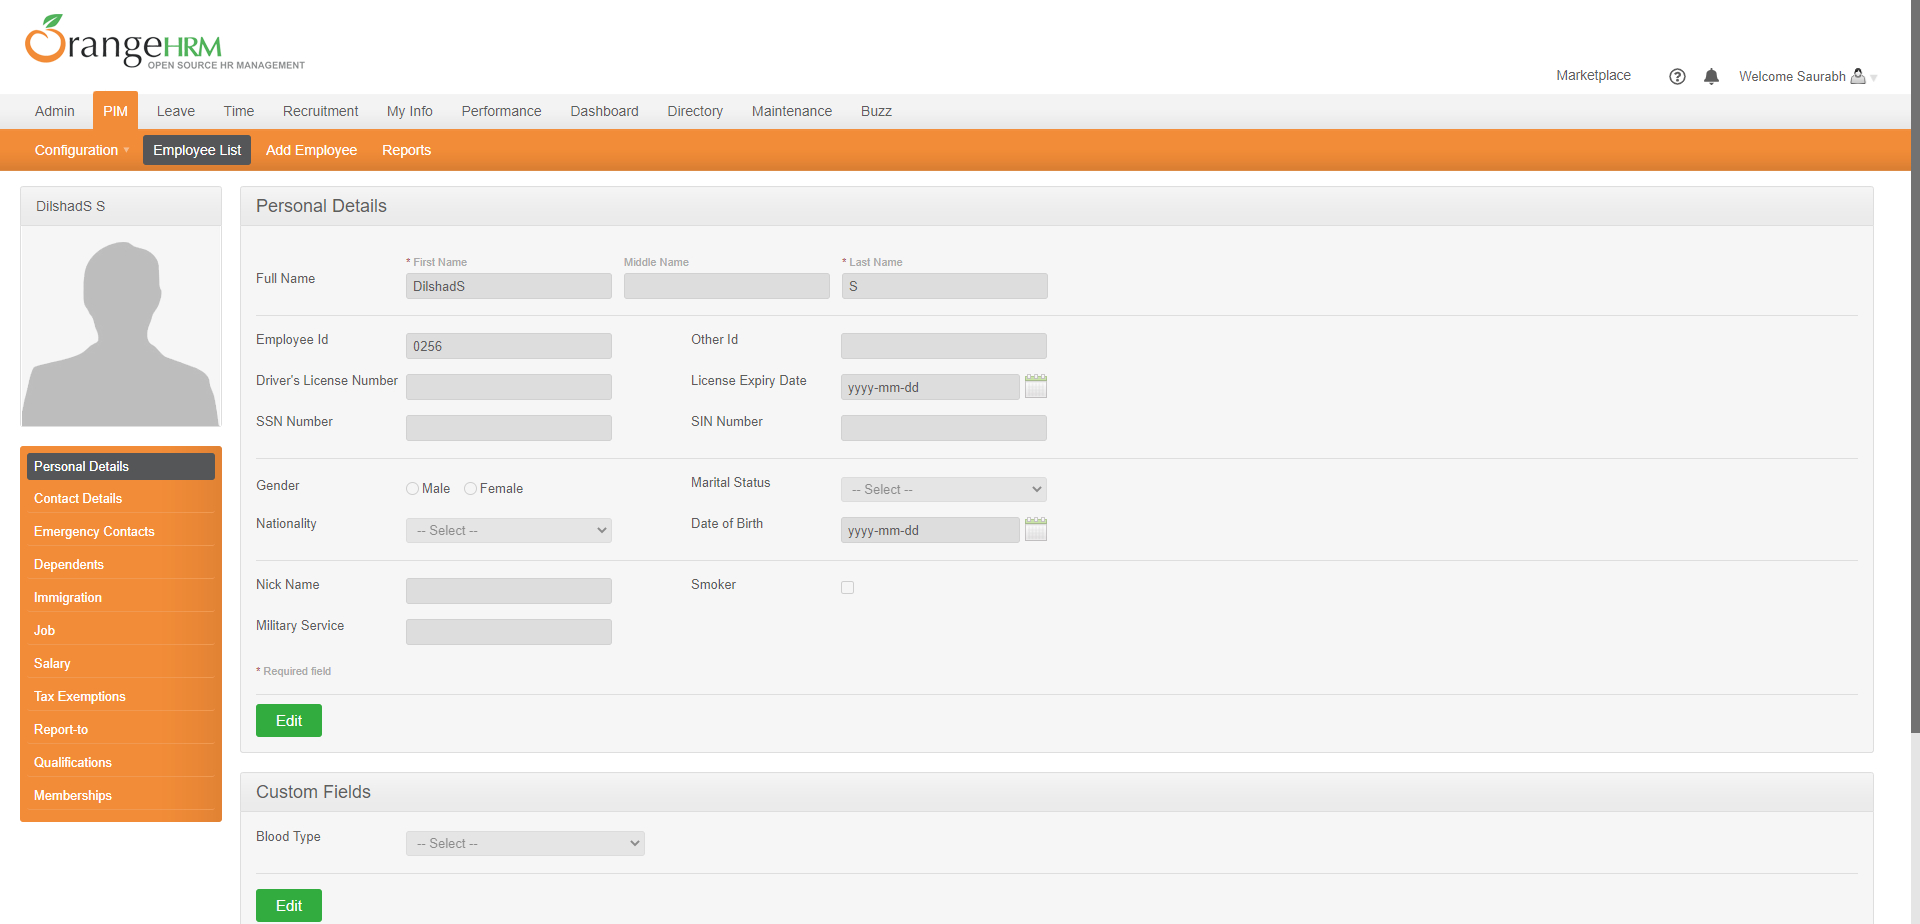 OrangeHRM
OPEN SOURCE HR MANAGEMENT
Marketplace
Welcome Saurabh
Admin PIM Leave Time Recruitment My Info Performance Dashboard Directory Maintenance Buzz
Configuration Employee List Add Employee Reports
DilshadS S
Personal Details
Contact Details
Emergency Contacts
Dependents
Immigration
Job
Salary
Tax Exemptions
Report-to
Qualifications
Memberships
Personal Details
* First Name Middle Name * Last Name
Full Name DilshadS S
Employee Id 0256 Other Id
Driver's License Number License Expiry Date yyyy-mm-dd
SSN Number SIN Number
Gender Male Female Marital Status -- Select --
Nationality -- Select -- Date of Birth yyyy-mm-dd
Nick Name Smoker
Military Service
* Required field
Edit
Custom Fields
Blood Type -- Select --
Edit